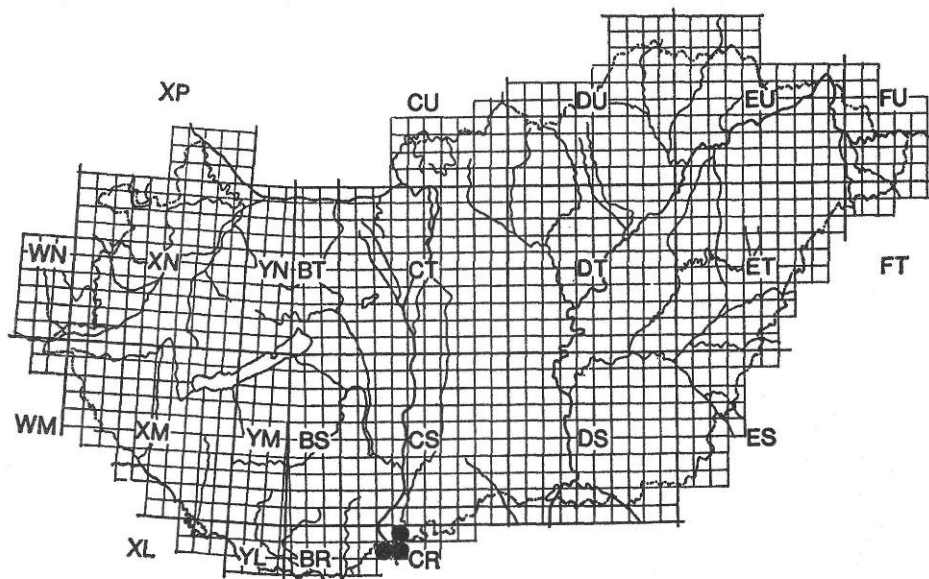 XP CU DU EU FU
WN XN YN BT CT DT ET FT
WM XM YM BS CS DS ES
XL YL BR CR